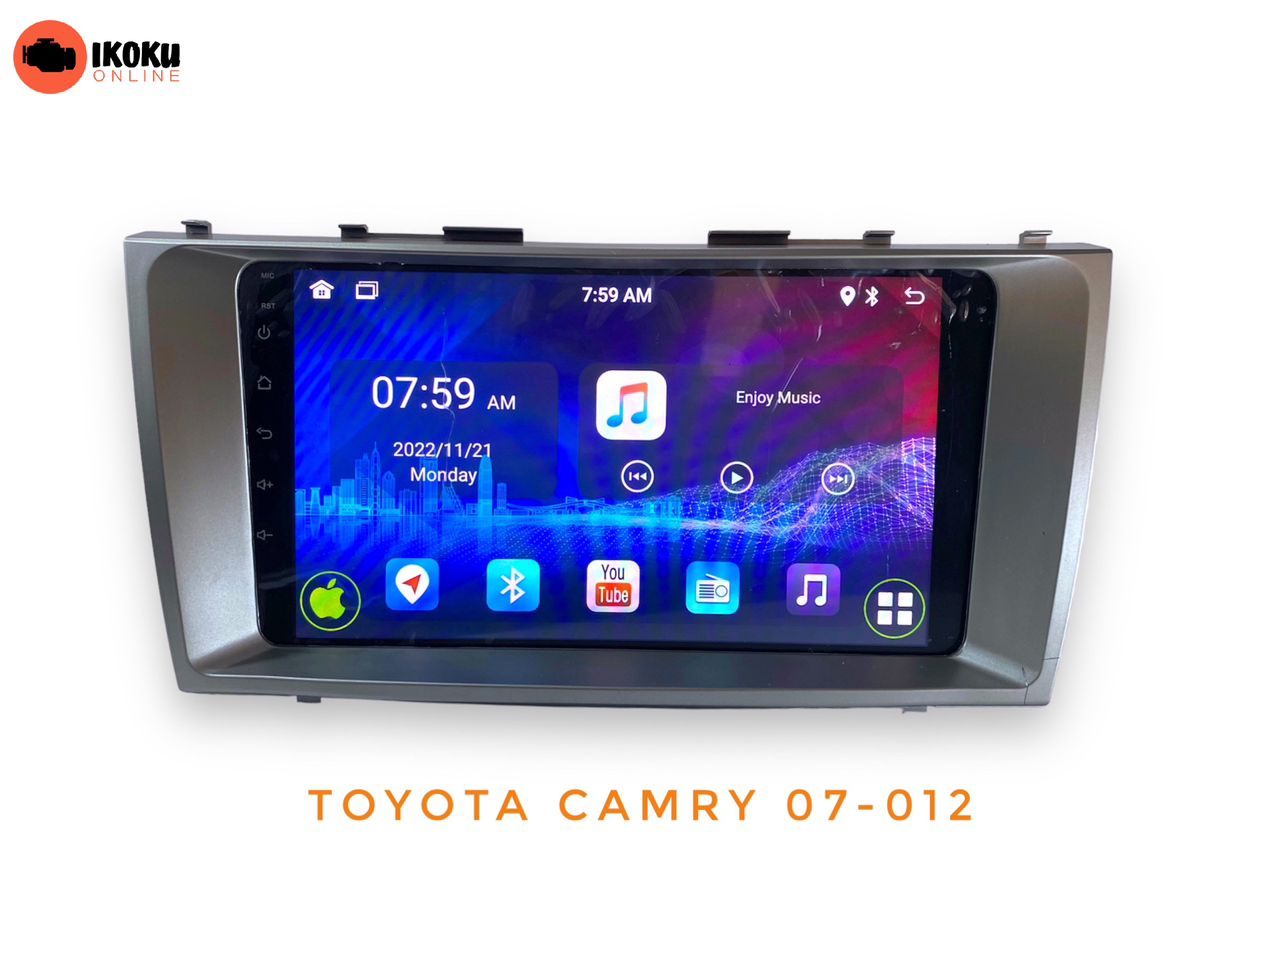 IKOKU
ONLINE
MIC
RST
7:59 AM
07:59 AM
2022/11/21
Monday
Enjoy Music
You
Tube
TOYOTA CAMRY 07-012